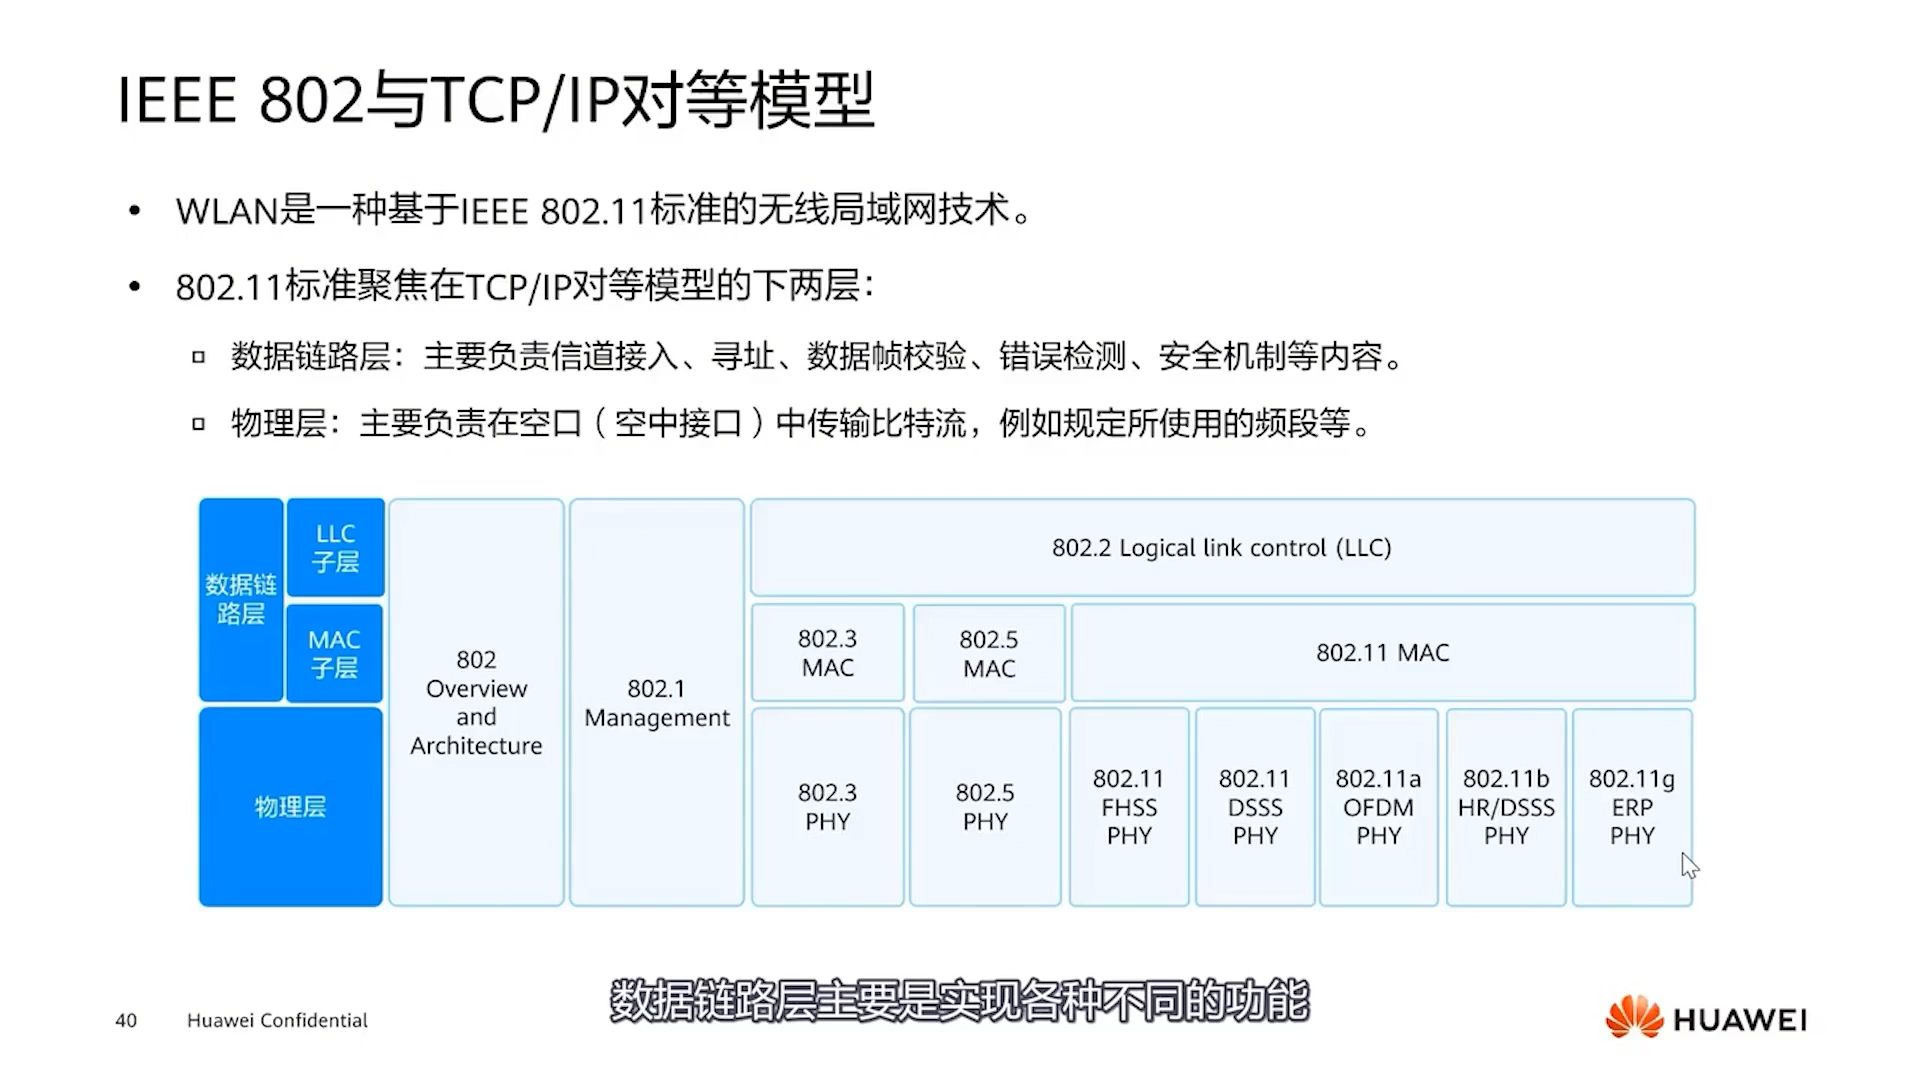 IEEE 802与TCP/IP对等模型
• WLAN是一种基于IEEE 802.11标准的无线局域网技术。
• 802.11标准聚焦在TCP/IP对等模型的下两层：
▫ 数据链路层：主要负责信道接入、寻址、数据帧校验、错误检测、安全机制等内容。
▫ 物理层：主要负责在空口（空中接口）中传输比特流，例如规定所使用的频段等。
数据链
路层
LLC
子层
MAC
子层
物理层
802
Overview
and
Architecture
802.1
Management
802.2 Logical link control (LLC)
802.3
MAC
802.5
MAC
802.11 MAC
802.3
PHY
802.5
PHY
802.11
FHSS
PHY
802.11
DSSS
PHY
802.11a
OFDM
PHY
802.11b
HR/DSSS
PHY
802.11g
ERP
PHY
数据链路层主要是实现各种不同的功能
40 Huawei Confidential
HUAWEI